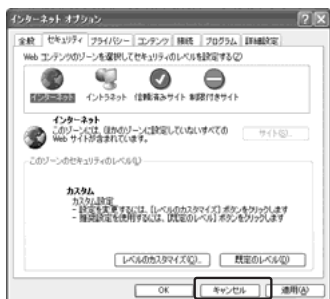 インターネット オプション
全般 セキュリティ プライバシー コンテンツ 接続 プログラム 詳細設定
Web コンテンツのゾーンを選択してセキュリティのレベルを設定する(Z)
インターネット イントラネット 信頼済みサイト 制限付きサイト
インターネット
このゾーンには、ほかのゾーンに設定していないすべての
Web サイトが含まれています。
サイト(S)...
このゾーンのセキュリティのレベル(L)
カスタム
カスタム設定
- 設定を変更するには、[レベルのカスタマイズ] ボタンをクリックします
- 推奨設定を使用するには、[既定のレベル] ボタンをクリックします
レベルのカスタマイズ(C)... 既定のレベル(D)
OK キャンセル 適用(A)